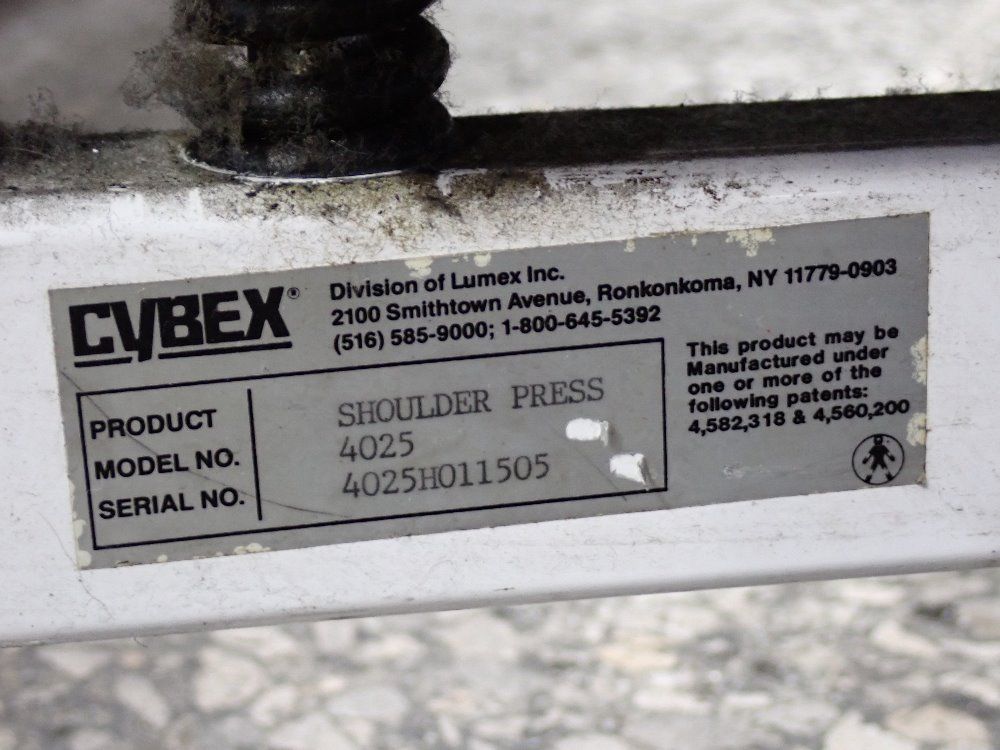 CYBEX®
Division of Lumex Inc.
2100 Smithtown Avenue, Ronkonkoma, NY 11779-0903
(516) 585-9000; 1-800-645-5392
PRODUCT SHOULDER PRESS
MODEL NO. 4025
SERIAL NO. 4025H011505
This product may be
Manufactured under
one or more of the
following patents:
4,582,318 & 4,560,200